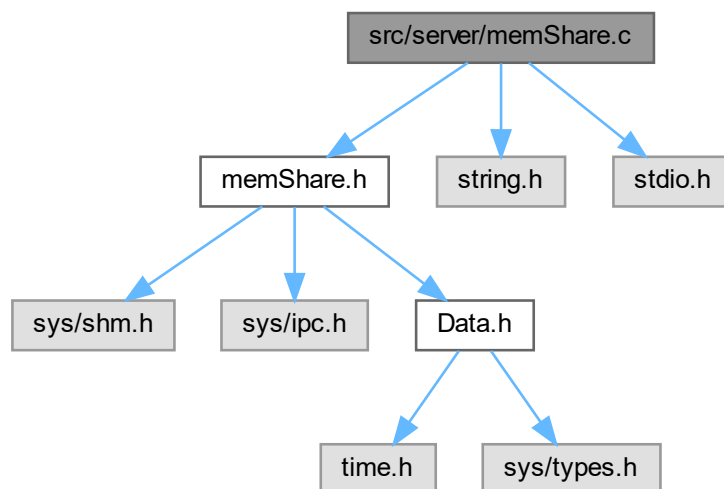 src/server/memShare.c
memShare.h
string.h
stdio.h
sys/shm.h
sys/ipc.h
Data.h
time.h
sys/types.h